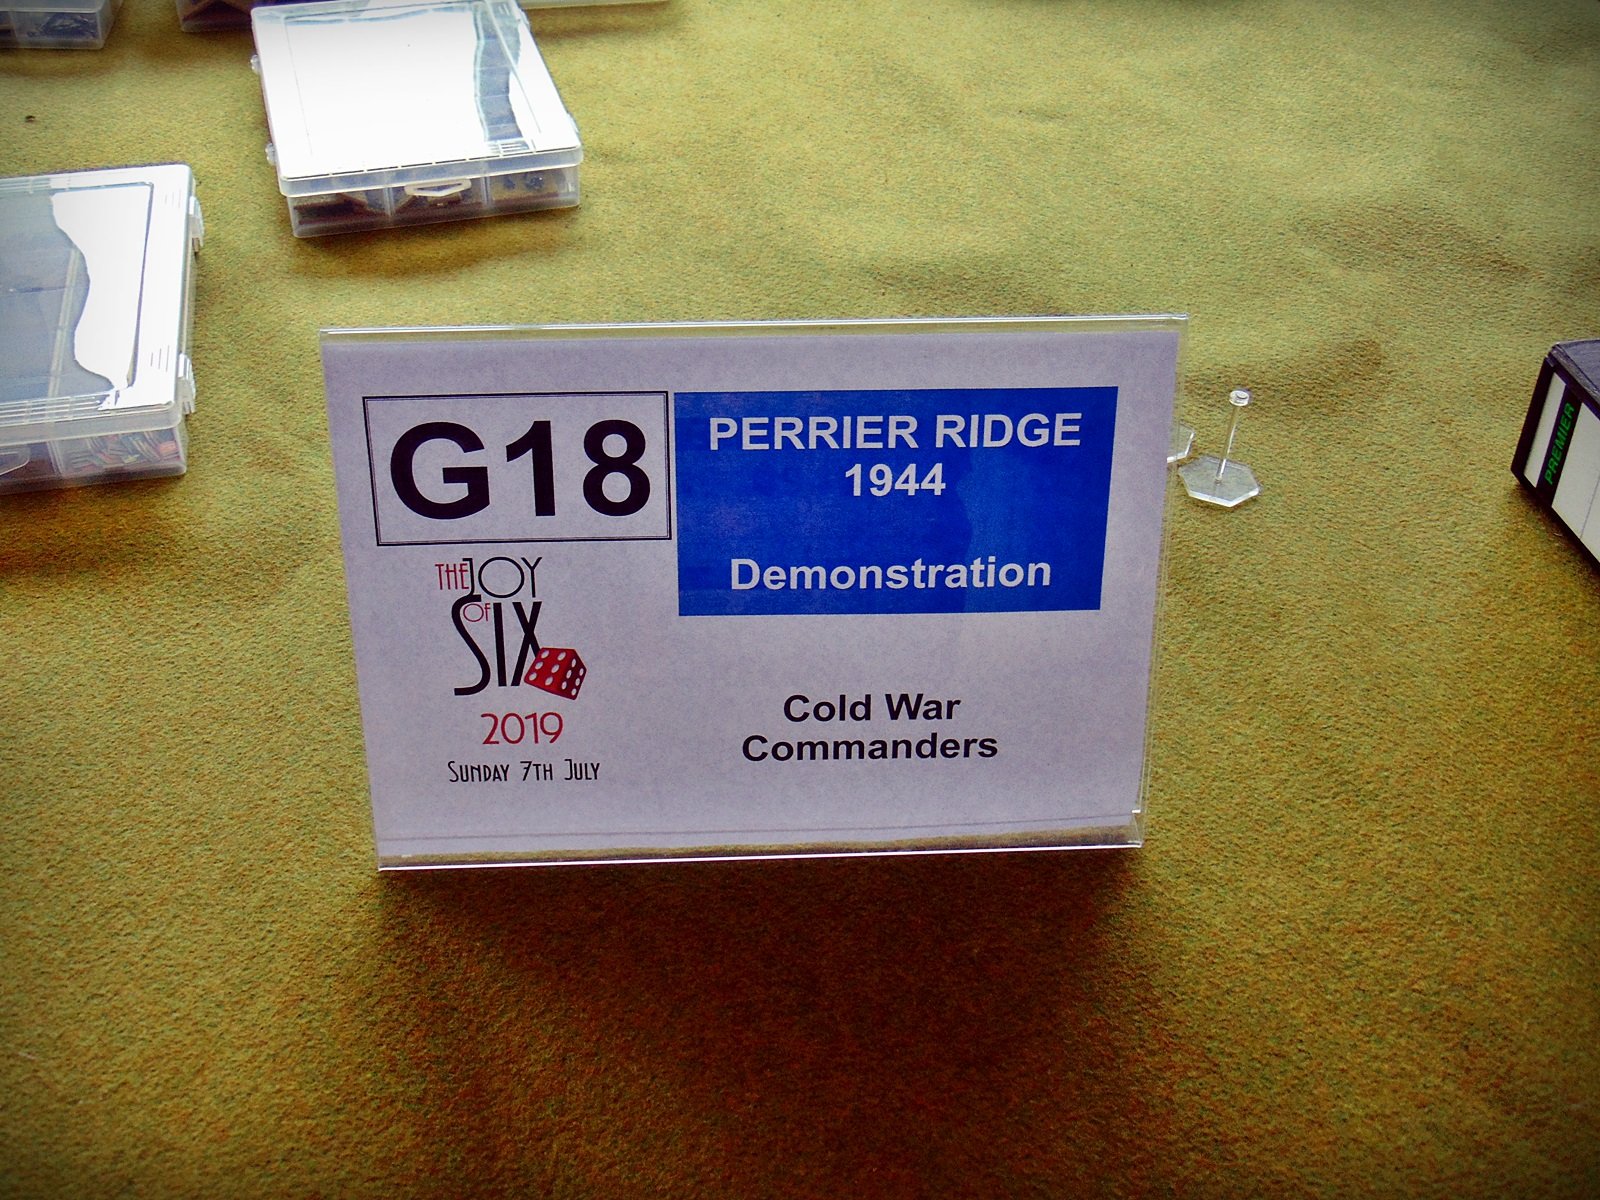 G18
PERRIER RIDGE
1944
Demonstration
THE JOY
OF
SIX
2019
SUNDAY 7TH JULY
Cold War
Commanders
PREMIER